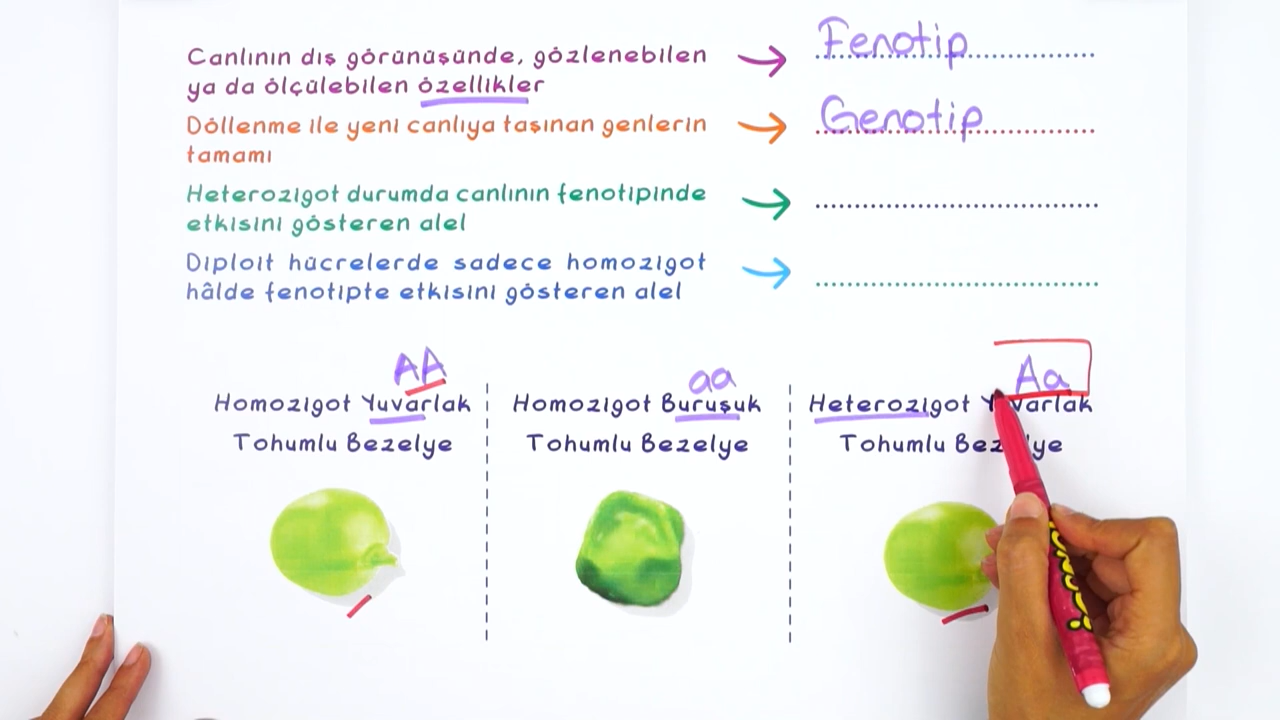 Canlının dış görünüşünde, gözlenebilen
ya da ölçülebilen özellikler
Fenotip
Döllenme ile yeni canlıya taşınan genlerin
tamamı
Genotip
Heterozigot durumda canlının fenotipinde
etkisini gösteren alel
Diploit hücrelerde sadece homozigot
hâlde fenotipte etkisini gösteren alel
AA
Homozigot Yuvarlak
Tohumlu Bezelye
aa
Homozigot Buruşuk
Tohumlu Bezelye
Aa
Heterozigot Yuvarlak
Tohumlu Bezelye